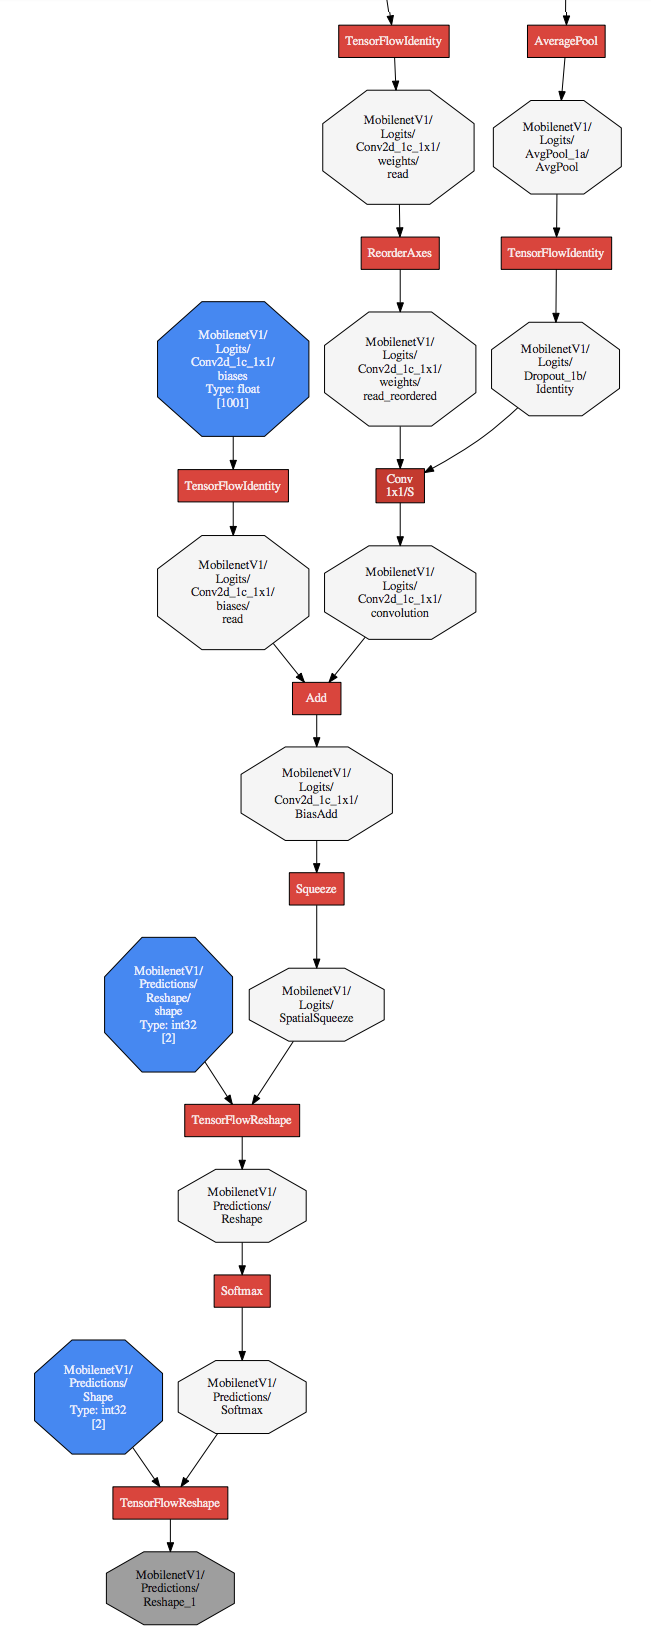 TensorFlowIdentity
AveragePool
MobilenetV1/
Logits/
Conv2d_1c_1x1/
weights/
read
MobilenetV1/
Logits/
AvgPool_1a/
AvgPool
ReorderAxes
TensorFlowIdentity
MobilenetV1/
Logits/
Conv2d_1c_1x1/
biases
Type: float
[1001]
MobilenetV1/
Logits/
Conv2d_1c_1x1/
weights/
read_reordered
MobilenetV1/
Logits/
Dropout_1b/
Identity
TensorFlowIdentity
Conv
1x1/S
MobilenetV1/
Logits/
Conv2d_1c_1x1/
biases/
read
MobilenetV1/
Logits/
Conv2d_1c_1x1/
convolution
Add
MobilenetV1/
Logits/
Conv2d_1c_1x1/
BiasAdd
Squeeze
MobilenetV1/
Predictions/
Reshape/
shape
Type: int32
[2]
MobilenetV1/
Logits/
SpatialSqueeze
TensorFlowReshape
MobilenetV1/
Predictions/
Reshape
Softmax
MobilenetV1/
Predictions/
Shape
Type: int32
[2]
MobilenetV1/
Predictions/
Softmax
TensorFlowReshape
MobilenetV1/
Predictions/
Reshape_1